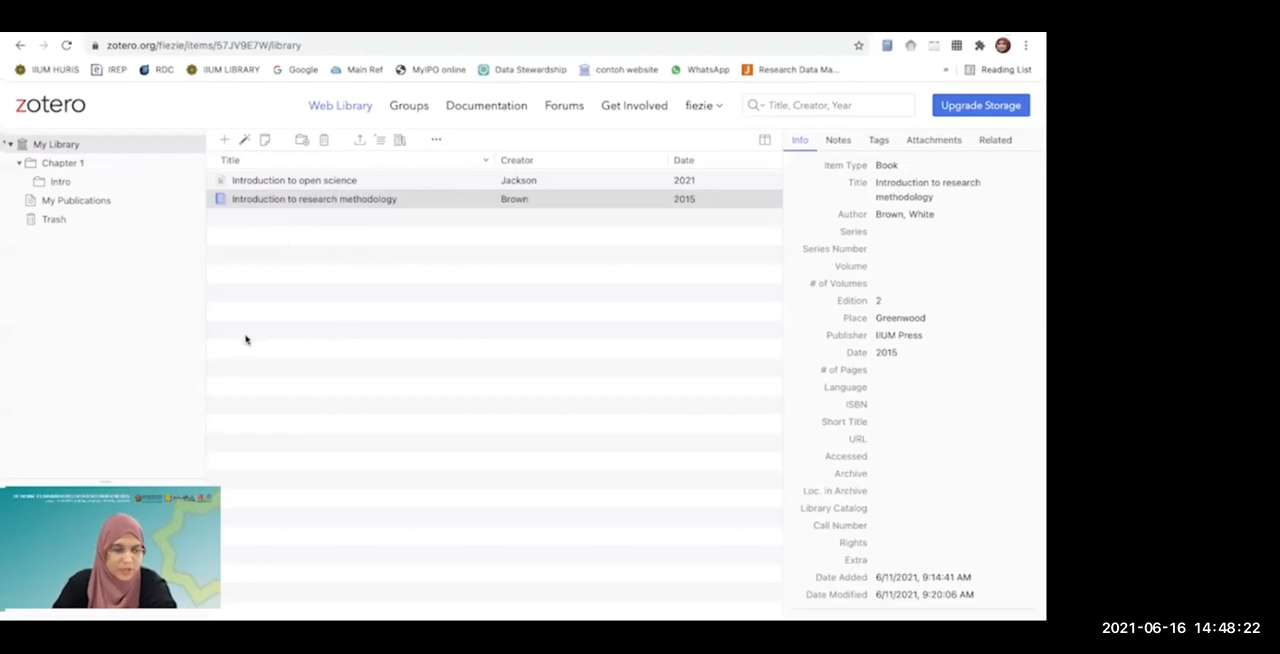 zotero.org/fiezie/items/57JV9E7W/library
IIUM HURIS IREP RDC IIUM LIBRARY Google Main Ref MyIPO online Data Stewardship contoh website WhatsApp Research Data Ma... » Reading List
zotero Web Library Groups Documentation Forums Get Involved fiezie Title, Creator, Year Upgrade Storage
My Library
Chapter 1
Intro
My Publications
Trash
Title Creator Date
Introduction to open science Jackson 2021
Introduction to research methodology Brown 2015
Info Notes Tags Attachments Related
Item Type Book
Title Introduction to research
methodology
Author Brown, White
Series
Series Number
Volume
# of Volumes
Edition 2
Place Greenwood
Publisher IIUM Press
Date 2015
# of Pages
Language
ISBN
Short Title
URL
Accessed
Archive
Loc. in Archive
Library Catalog
Call Number
Rights
Extra
Date Added 6/11/2021, 9:14:41 AM
Date Modified 6/11/2021, 9:20:06 AM
2021-06-16 14:48:22